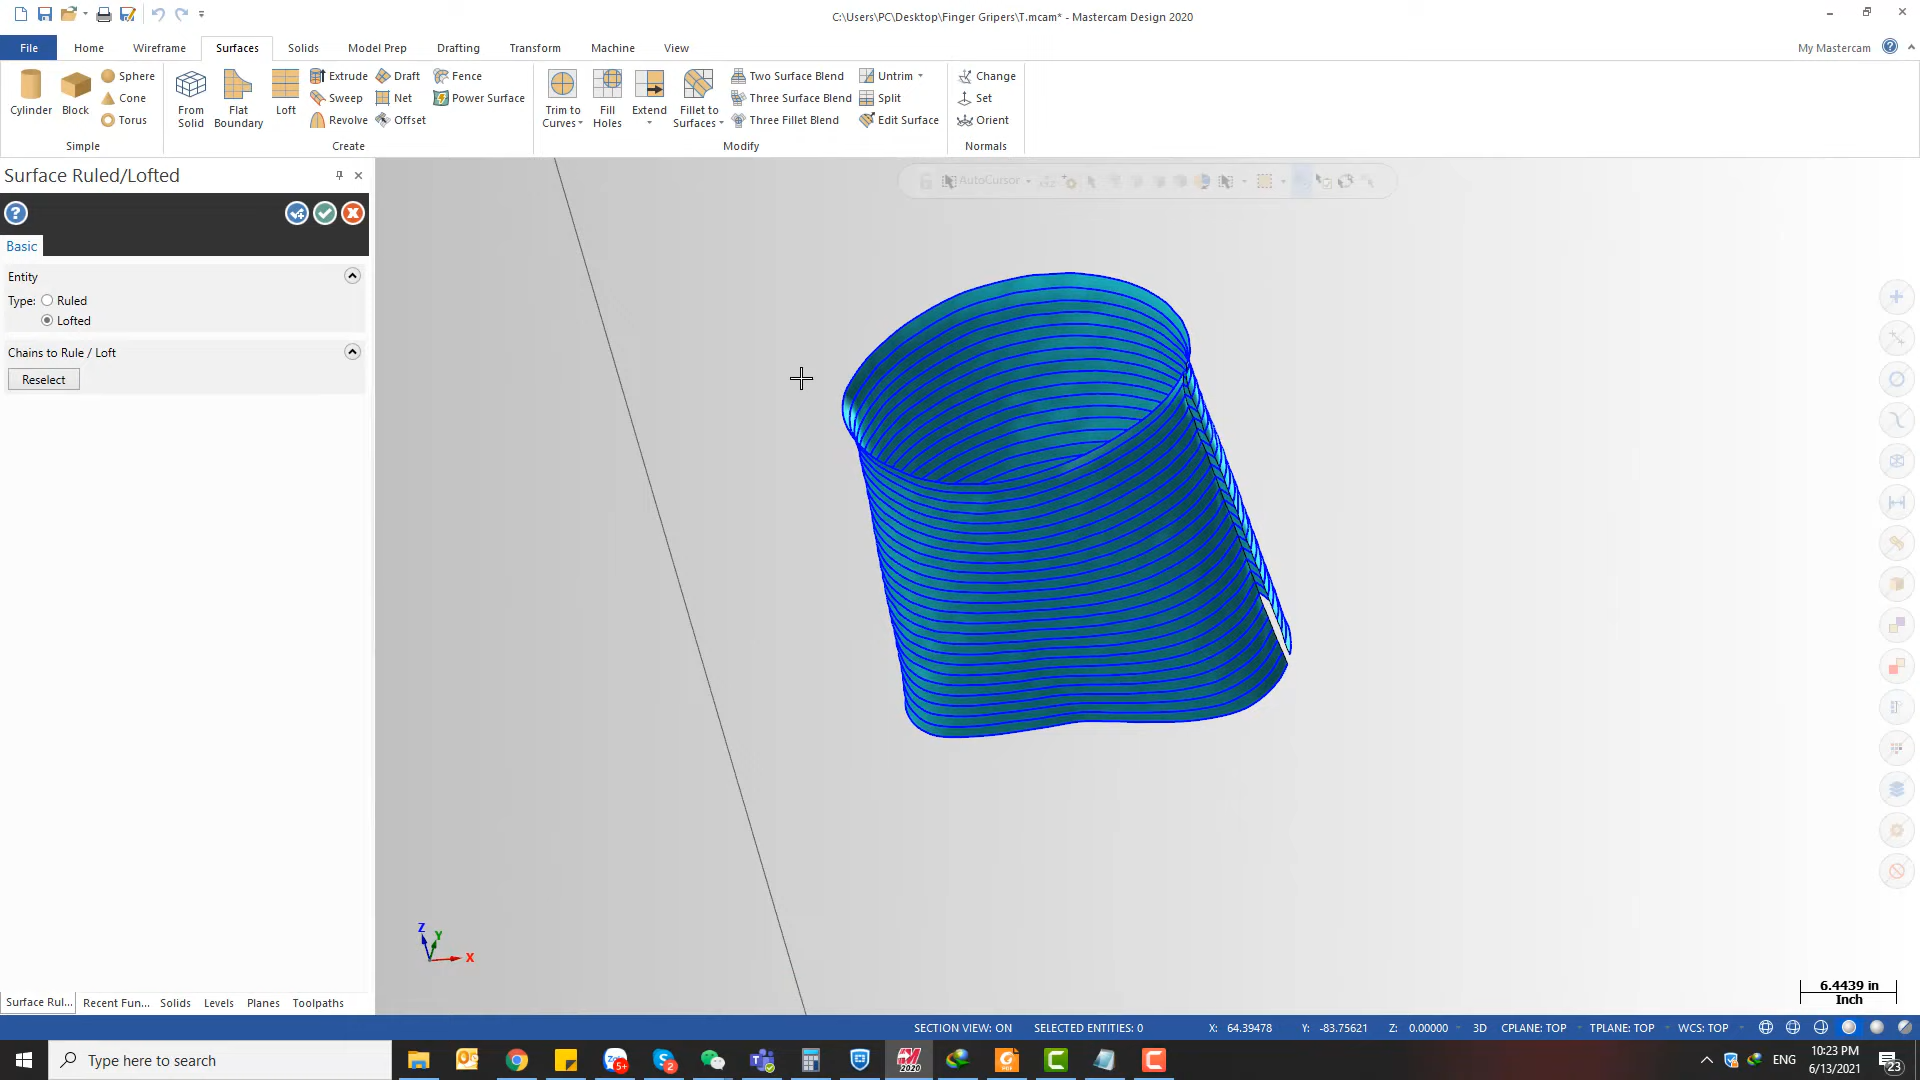 C:\Users\PC\Desktop\Finger Gripers\T.mcam* - Mastercam Design 2020
File Home Wireframe Surfaces Solids Model Prep Drafting Transform Machine View My Mastercam
Cylinder Block Sphere Cone Torus
Simple
From Solid Flat Boundary Loft Extrude Sweep Revolve Draft Net Offset Fence Power Surface
Create
Trim to Curves Fill Holes Extend Fillet to Surfaces Two Surface Blend Three Surface Blend Three Fillet Blend Untrim Split Edit Surface
Modify
Change Set Orient
Normals
Surface Ruled/Lofted
Basic
Entity
Type: Ruled
Lofted
Chains to Rule / Loft
Reselect
AutoCursor
Z
Y
X
6.4439 in
Inch
Surface Rul... Recent Fun... Solids Levels Planes Toolpaths
SECTION VIEW: ON SELECTED ENTITIES: 0 X: 64.39478 Y: -83.75621 Z: 0.00000 3D CPLANE: TOP TPLANE: TOP WCS: TOP
Type here to search
5+
2
2020
ENG
10:23 PM
6/13/2021
23